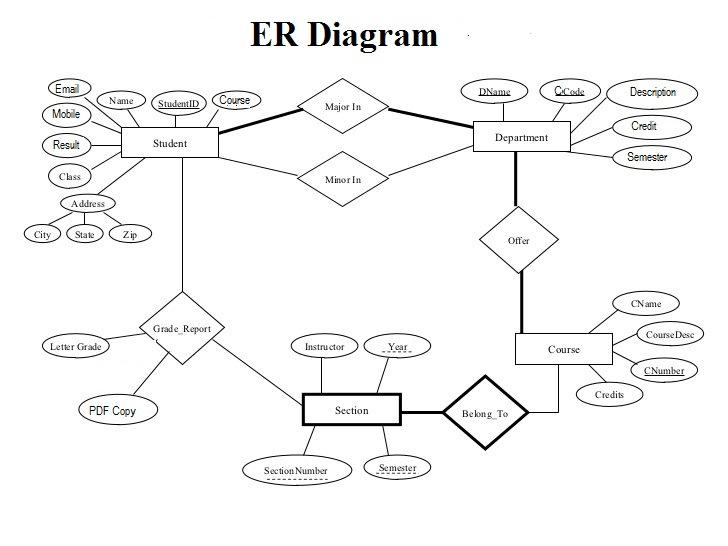 ER Diagram
Email
Name
StudentID
Course
Mobile
Result
Class
Student
Address
City
State
Zip
Major In
Minor In
DName
Code
Description
Credit
Semester
Department
Offer
Grade_Report
Letter Grade
PDF Copy
Instructor
Year
Section
SectionNumber
Semester
Belong_To
Course
CName
CourseDesc
CNumber
Credits